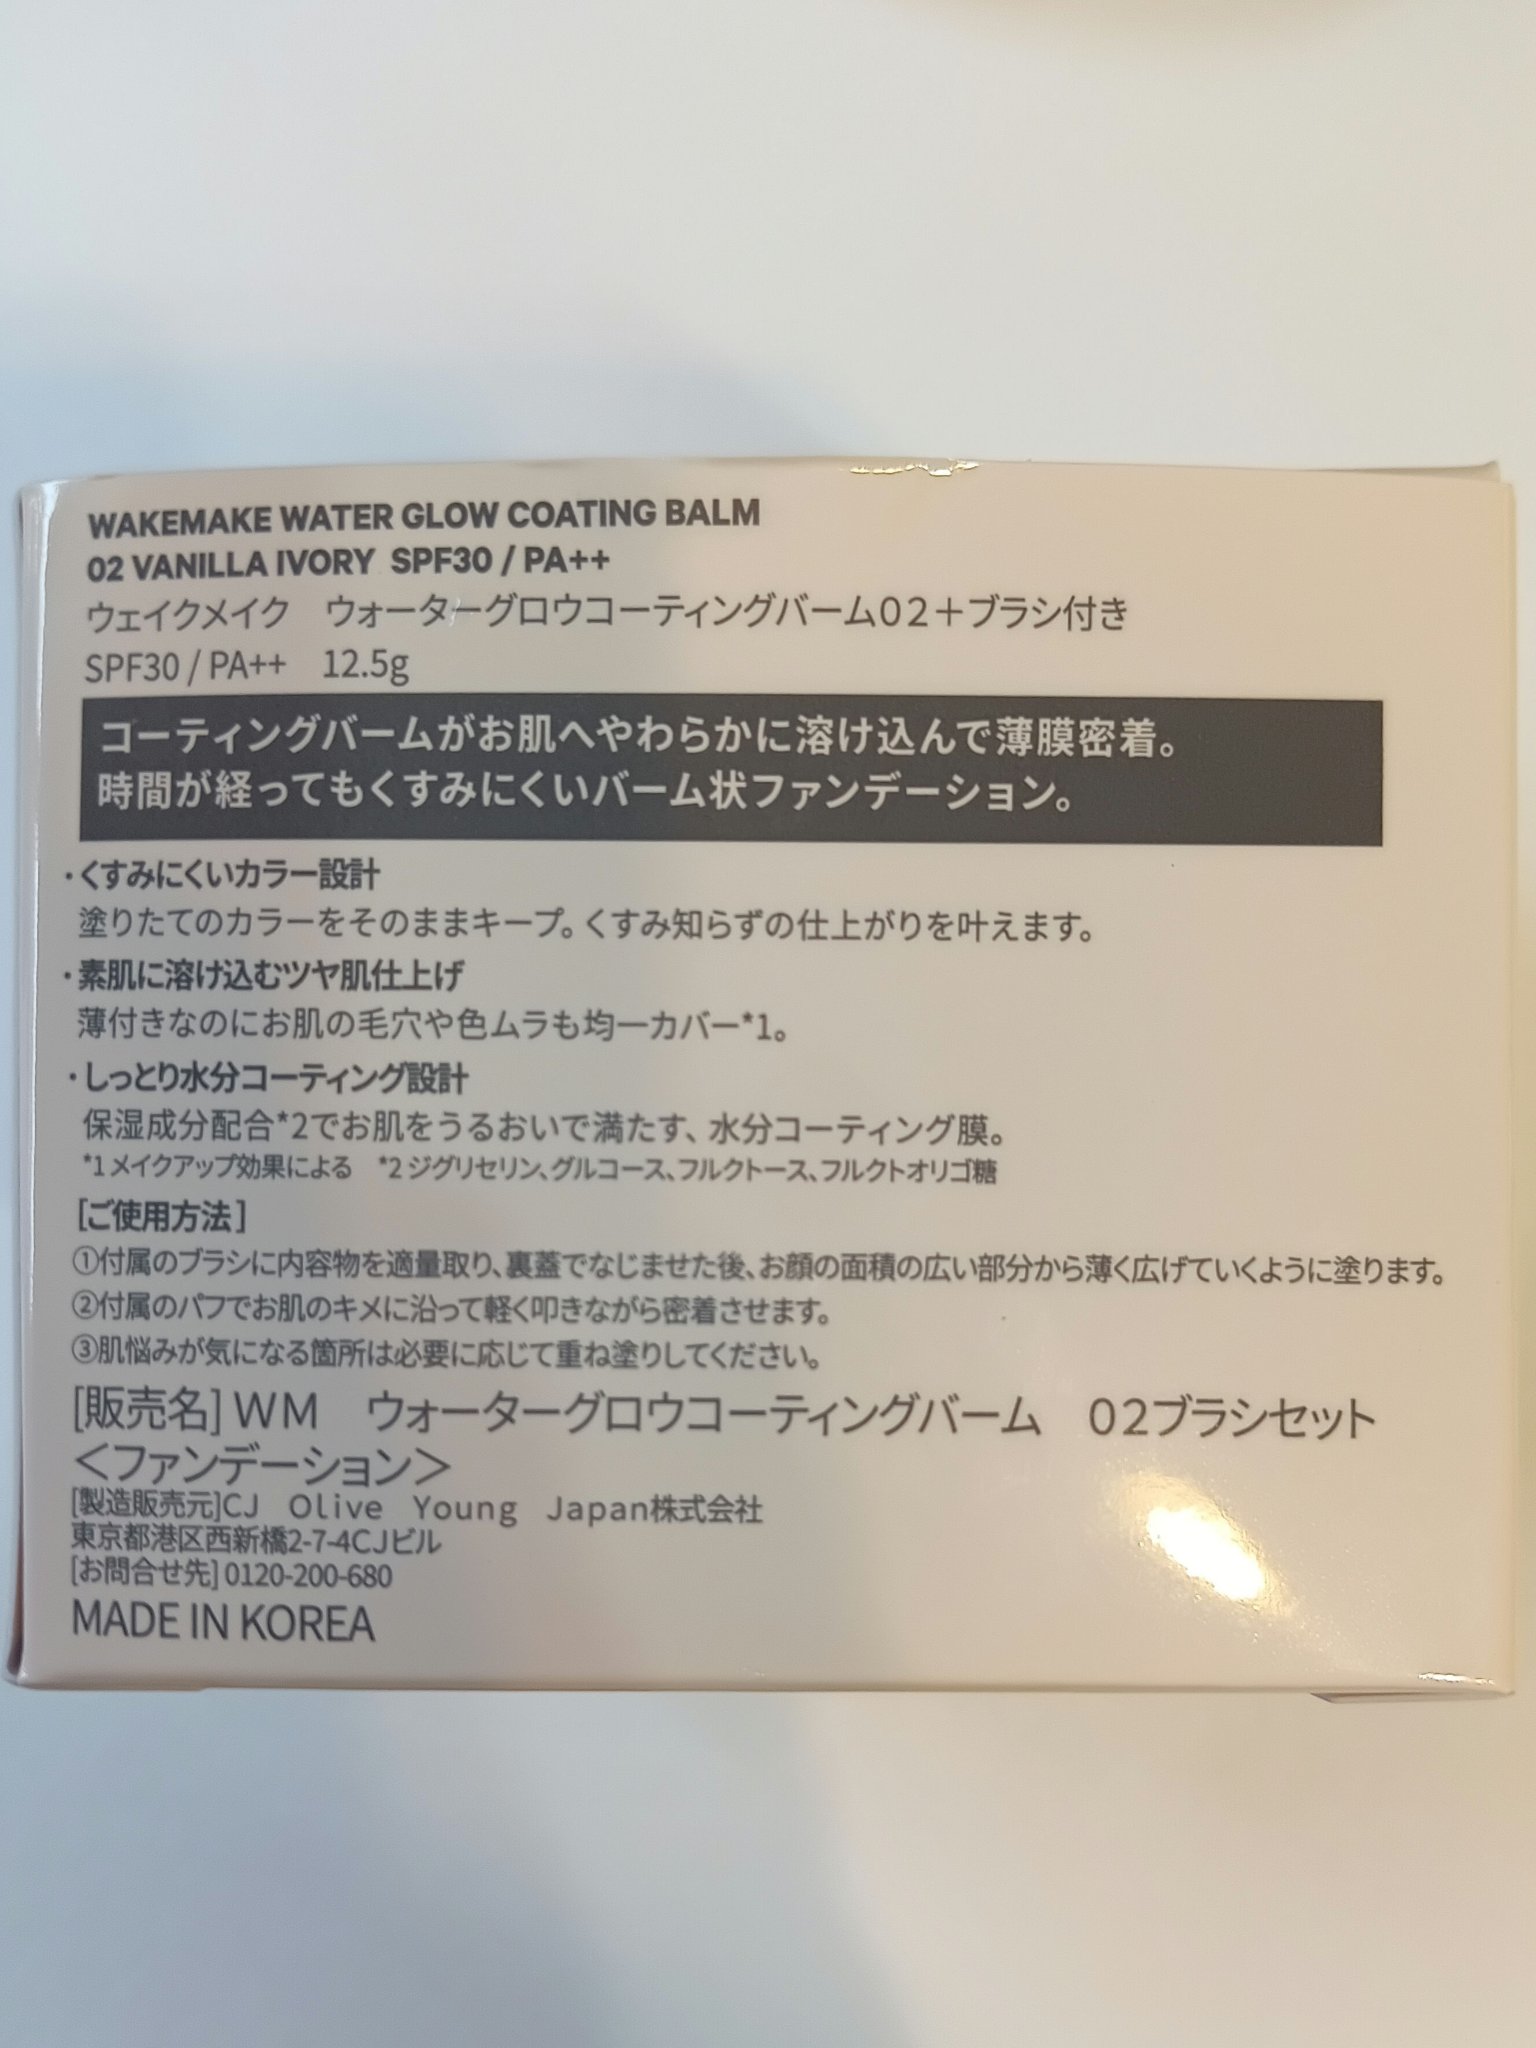 WAKEMAKE WATER GLOW COATING BALM
02 VANILLA IVORY SPF30 / PA++
ウェイクメイク　ウォーターグロウコーティングバーム02＋ブラシ付き
SPF30 / PA++　12.5g
コーティングバームがお肌へやわらかに溶け込んで薄膜密着。
時間が経ってもくすみにくいバーム状ファンデーション。
・くすみにくいカラー設計
塗りたてのカラーをそのままキープ。くすみ知らずの仕上がりを叶えます。
・素肌に溶け込むツヤ肌仕上げ
薄付きなのにお肌の毛穴や色ムラも均一カバー*1。
・しっとり水分コーティング設計
保湿成分配合*2でお肌をうるおいで満たす、水分コーティング膜。
*1 メイクアップ効果による　*2 ジグリセリン、グルコース、フルクトース、フルクトオリゴ糖
[ご使用方法]
①付属のブラシに内容物を適量取り、裏蓋でなじませた後、お顔の面積の広い部分から薄く広げていくように塗ります。
②付属のパフでお肌のキメに沿って軽く叩きながら密着させます。
③肌悩みが気になる箇所は必要に応じて重ね塗りしてください。
[販売名] WM　ウォーターグロウコーティングバーム　02ブラシセット
＜ファンデーション＞
[製造販売元]CJ　Olive　Young　Japan株式会社
東京都港区西新橋2-7-4CJビル
[お問合せ先] 0120-200-680
MADE IN KOREA